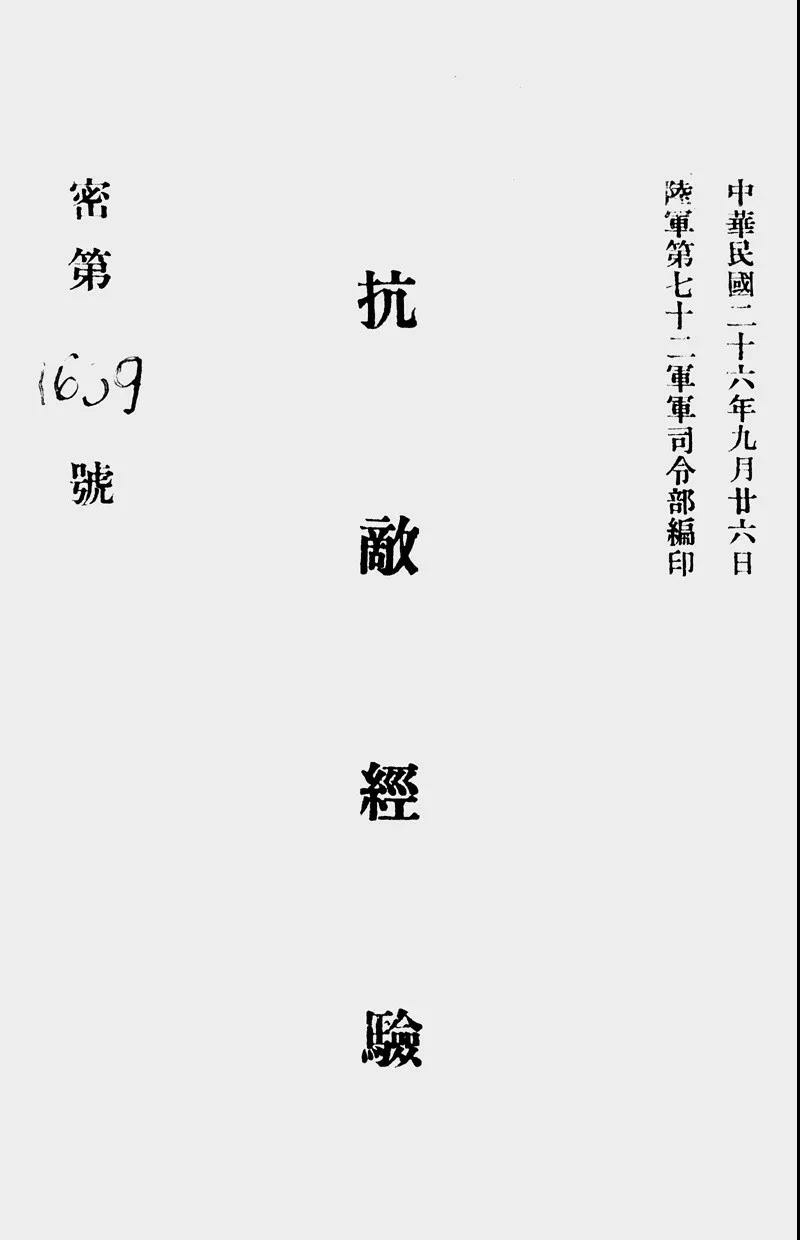 中華民國二十六年九月廿六日
陸軍第七十二軍軍司令部編印
抗敵經驗
密第
號